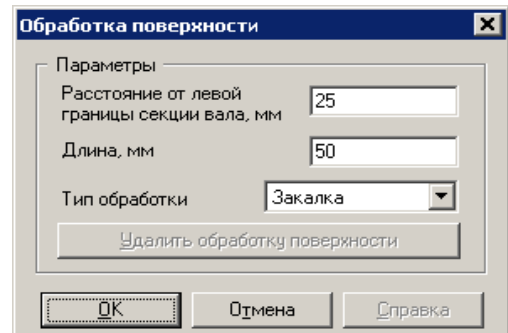 Обработка поверхности
Параметры
Расстояние от левой
границы секции вала, мм
25
Длина, мм
50
Тип обработки
Закалка
Удалить обработку поверхности
OK
Отмена
Справка